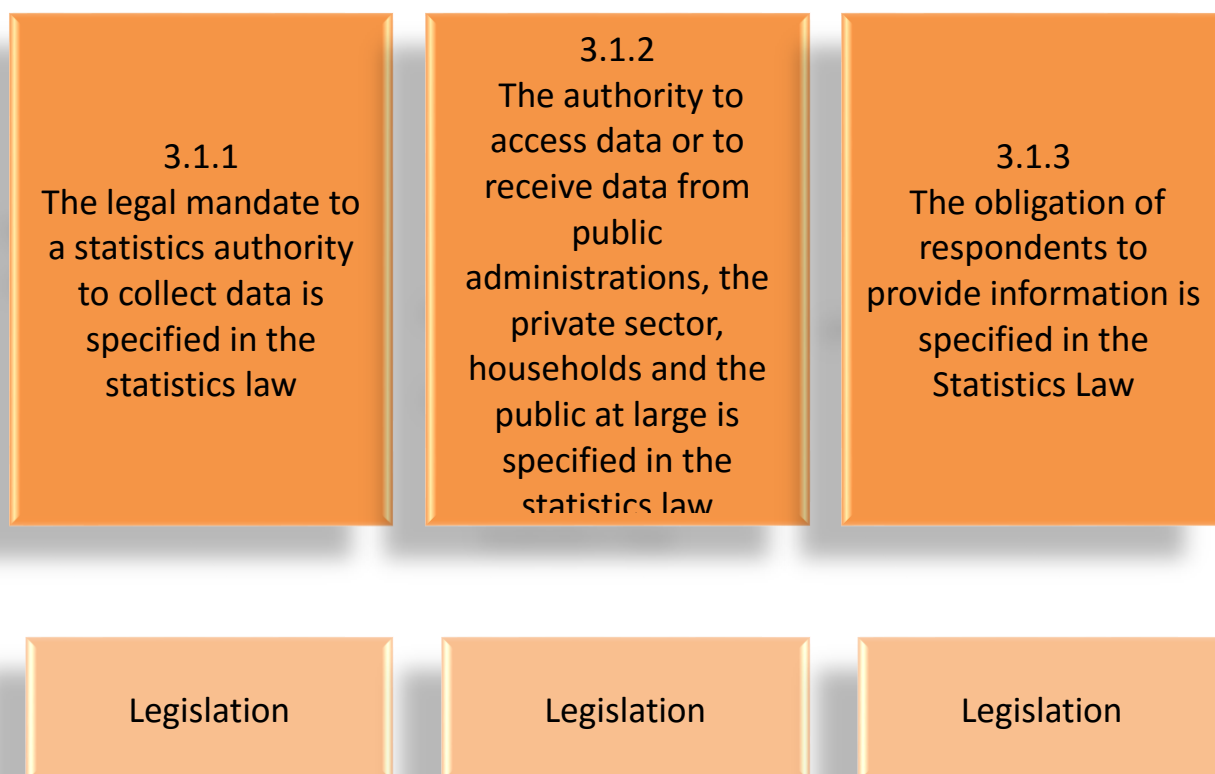 3.1.1
The legal mandate to
a statistics authority
to collect data is
specified in the
statistics law
3.1.2
The authority to
access data or to
receive data from
public
administrations, the
private sector,
households and the
public at large is
specified in the
statistics law
3.1.3
The obligation of
respondents to
provide information is
specified in the
Statistics Law
Legislation
Legislation
Legislation